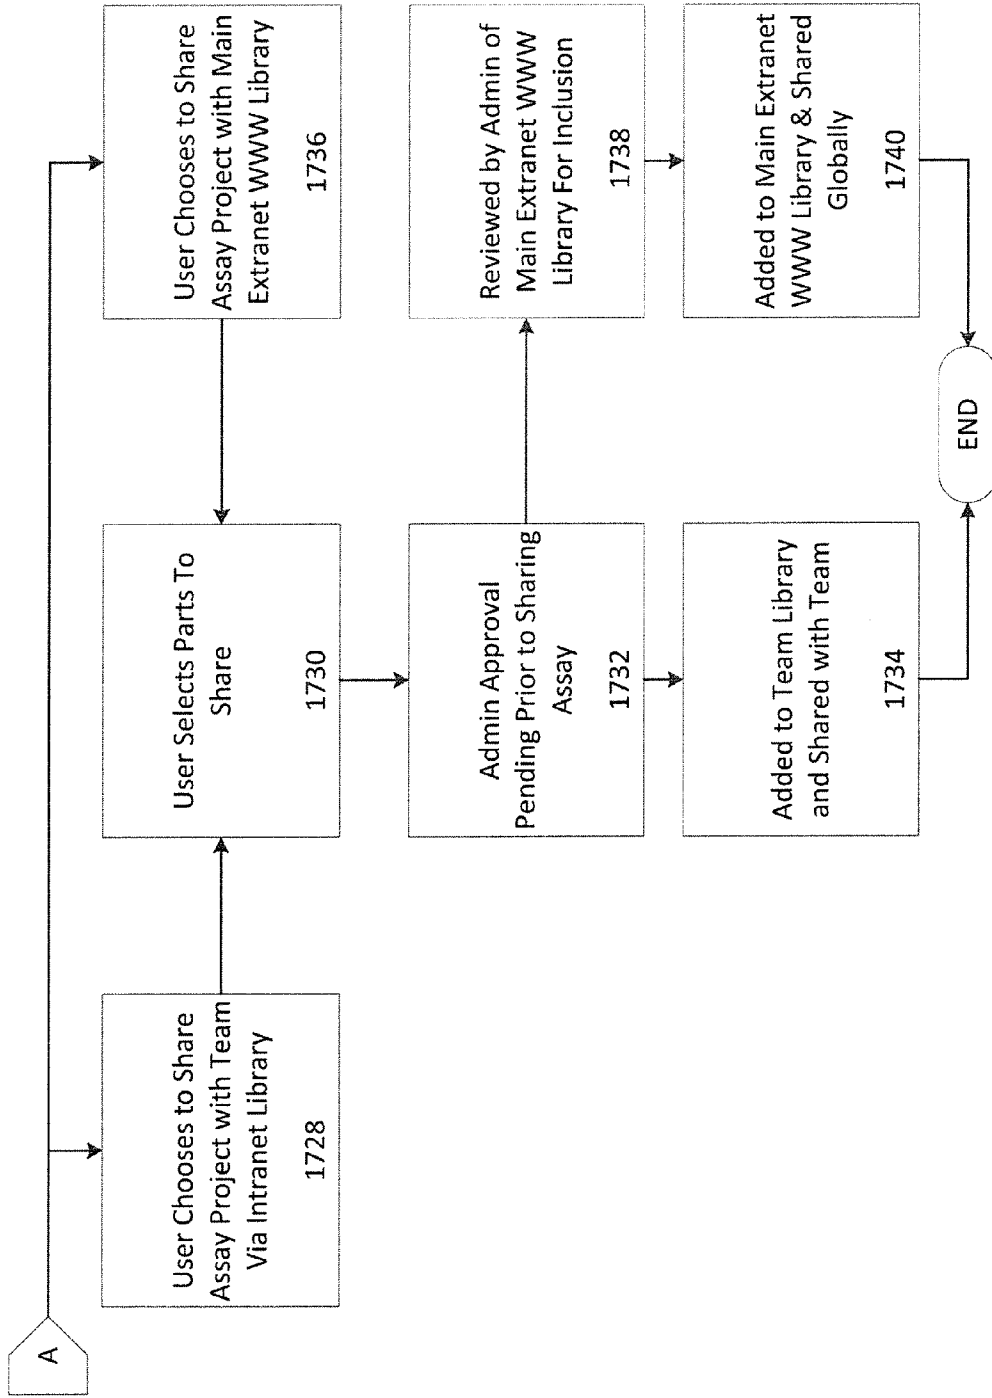 A
User Chooses to Share
Assay Project with Team
Via Intranet Library
1728
User Selects Parts To
Share
1730
User Chooses to Share
Assay Project with Main
Extranet WWW Library
1736
Admin Approval
Pending Prior to Sharing
Assay
1732
Reviewed by Admin of
Main Extranet WWW
Library For Inclusion
1738
Added to Team Library
and Shared with Team
1734
Added to Main Extranet
WWW Library & Shared
Globally
1740
END